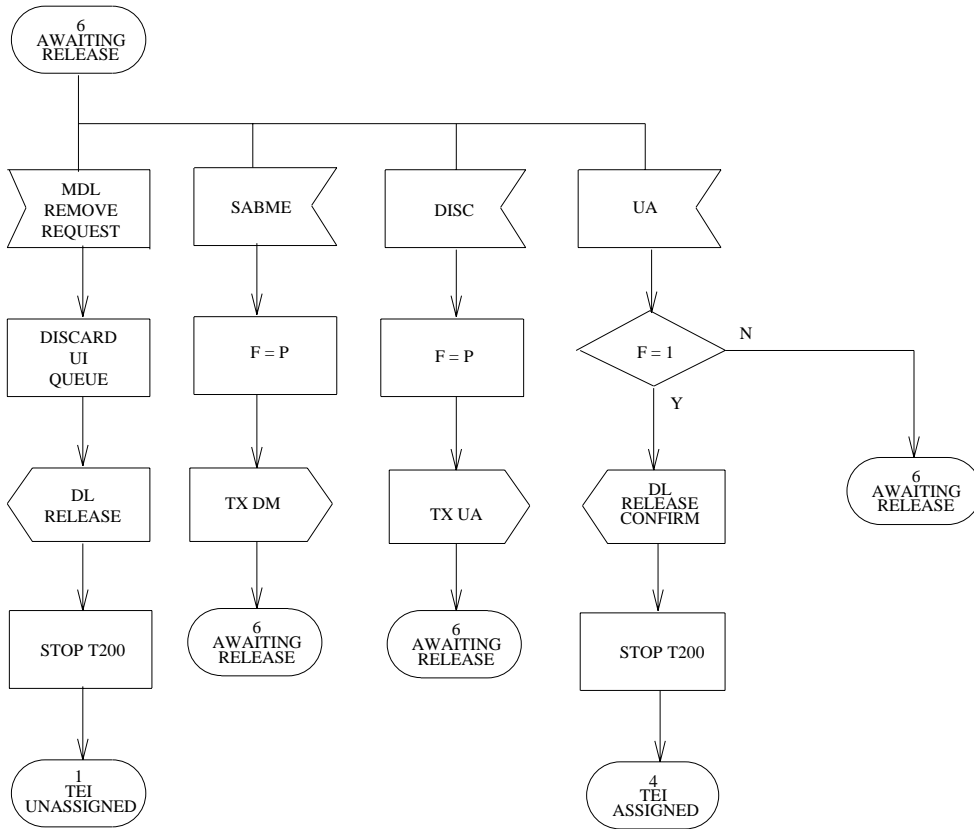 6
AWAITING
RELEASE
MDL
REMOVE
REQUEST
SABME
DISC
UA
DISCARD
UI
QUEUE
F = P
F = P
F = 1
N
Y
DL
RELEASE
TX DM
TX UA
DL
RELEASE
CONFIRM
6
AWAITING
RELEASE
STOP T200
6
AWAITING
RELEASE
6
AWAITING
RELEASE
STOP T200
1
TEI
UNASSIGNED
4
TEI
ASSIGNED